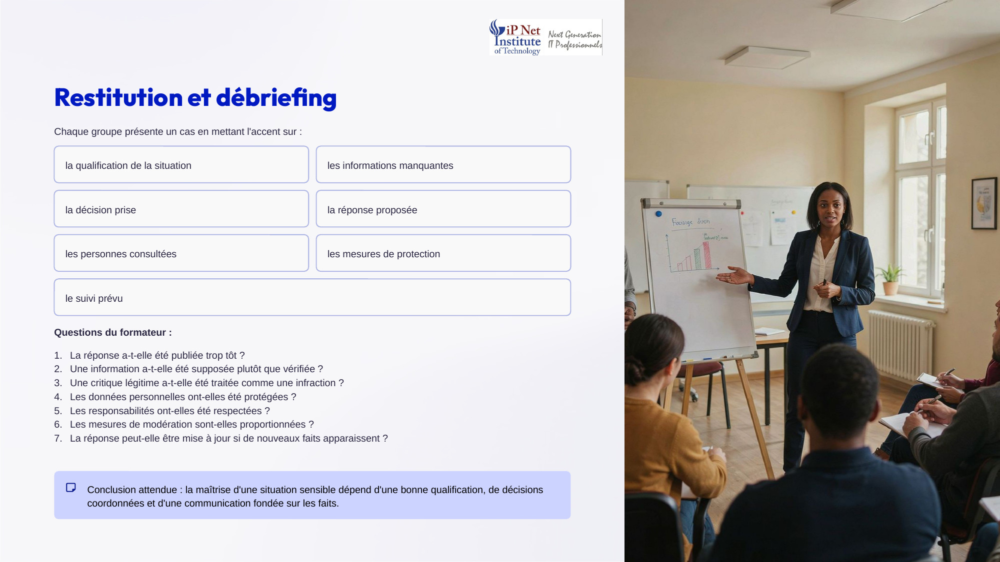 iP Net
Institute
of Technology
Next Generation
IT Professionnels
Restitution et débriefing
Chaque groupe présente un cas en mettant l'accent sur :
la qualification de la situation
les informations manquantes
la décision prise
la réponse proposée
les personnes consultées
les mesures de protection
le suivi prévu
Questions du formateur :
1. La réponse a-t-elle été publiée trop tôt ?
2. Une information a-t-elle été supposée plutôt que vérifiée ?
3. Une critique légitime a-t-elle été traitée comme une infraction ?
4. Les données personnelles ont-elles été protégées ?
5. Les responsabilités ont-elles été respectées ?
6. Les mesures de modération sont-elles proportionnées ?
7. La réponse peut-elle être mise à jour si de nouveaux faits apparaissent ?
Conclusion attendue : la maîtrise d'une situation sensible dépend d'une bonne qualification, de décisions
coordonnées et d'une communication fondée sur les faits.